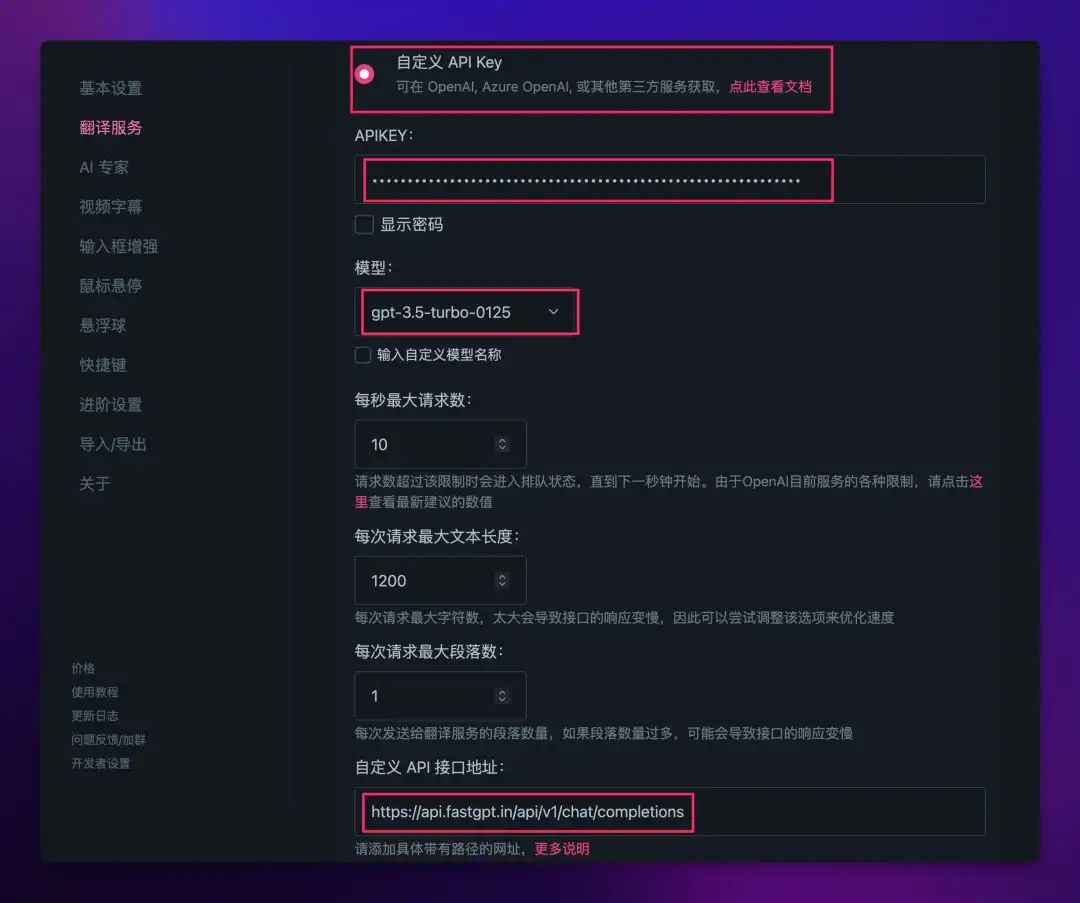 基本设置
翻译服务
AI 专家
视频字幕
输入框增强
鼠标悬停
悬浮球
快捷键
进阶设置
导入/导出
关于
价格
使用教程
更新日志
问题反馈/加群
开发者设置
自定义 API Key
可在 OpenAI, Azure OpenAI, 或其他第三方服务获取，点此查看文档
APIKEY：
显示密码
模型：
gpt-3.5-turbo-0125
输入自定义模型名称
每秒最大请求数：
10
请求数超过该限制时会进入排队状态，直到下一秒钟开始。由于OpenAI目前服务的各种限制，请点击这
里查看最新建议的数值
每次请求最大文本长度：
1200
每次请求最大字符数，太大会导致接口的响应变慢，因此可以尝试调整该选项来优化速度
每次请求最大段落数：
1
每次发送给翻译服务的段落数量，如果段落数量过多，可能会导致接口的响应变慢
自定义 API 接口地址：
https://api.fastgpt.in/api/v1/chat/completions
请添加具体带有路径的网址，更多说明